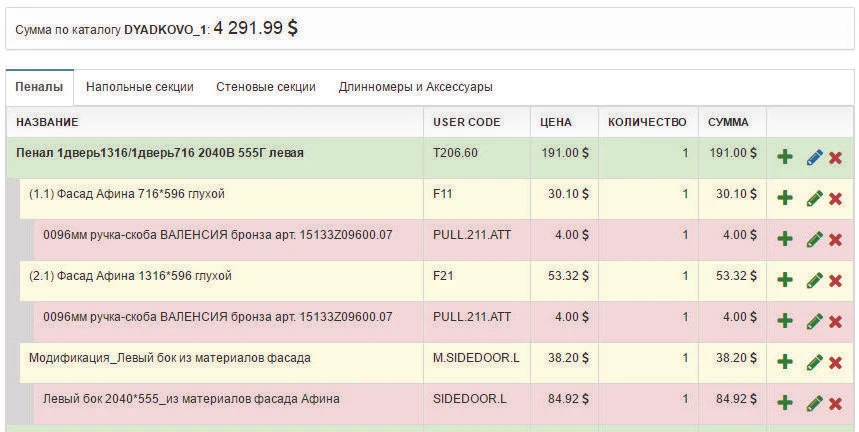 Сумма по каталогу DYADKOVO_1: 4 291.99 $
Пеналы Напольные секции Стеновые секции Длинномеры и Аксессуары
НАЗВАНИЕ USER CODE ЦЕНА КОЛИЧЕСТВО СУММА
Пенал 1дверь1316/1дверь716 2040В 555Г левая T206.60 191.00 $ 1 191.00 $
(1.1) Фасад Афина 716*596 глухой F11 30.10 $ 1 30.10 $
0096мм ручка-скоба ВАЛЕНСИЯ бронза арт. 15133Z09600.07 PULL.211.ATT 4.00 $ 1 4.00 $
(2.1) Фасад Афина 1316*596 глухой F21 53.32 $ 1 53.32 $
0096мм ручка-скоба ВАЛЕНСИЯ бронза арт. 15133Z09600.07 PULL.211.ATT 4.00 $ 1 4.00 $
Модификация_Левый бок из материалов фасада M.SIDEDOOR.L 38.20 $ 1 38.20 $
Левый бок 2040*555_из материалов фасада Афина SIDEDOOR.L 84.92 $ 1 84.92 $